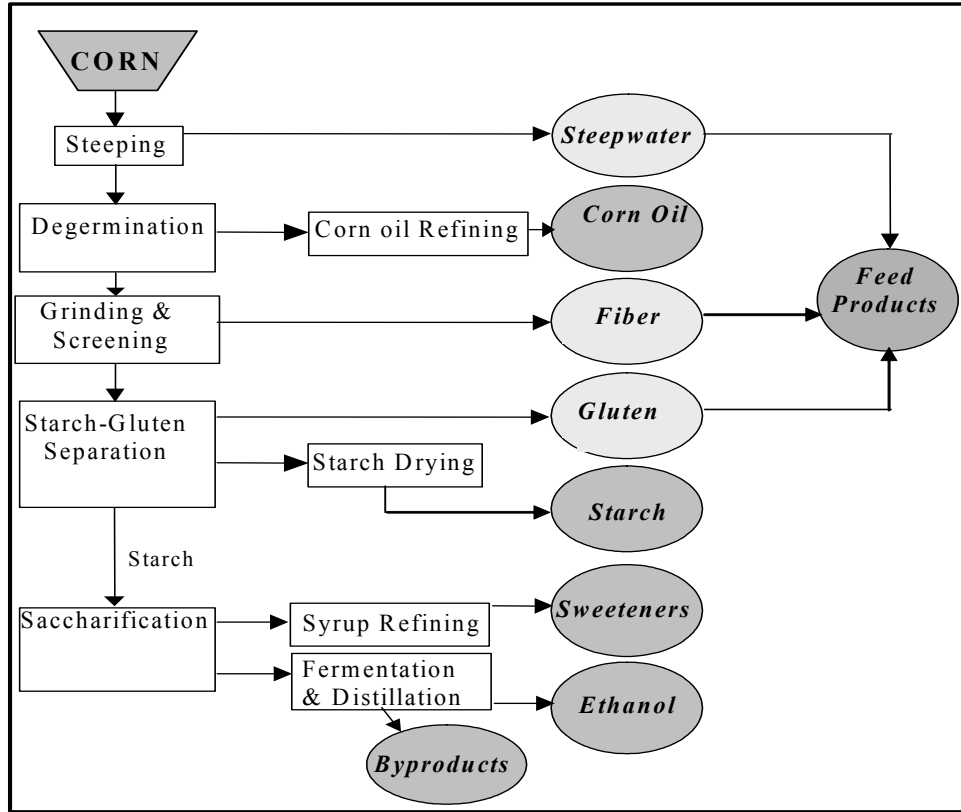 CORN
Steeping
Steepwater
Degermination
Corn oil Refining
Corn Oil
Feed
Products
Grinding &
Screening
Fiber
Starch-Gluten
Separation
Gluten
Starch Drying
Starch
Starch
Saccharification
Syrup Refining
Sweeteners
Fermentation
& Distillation
Ethanol
Byproducts